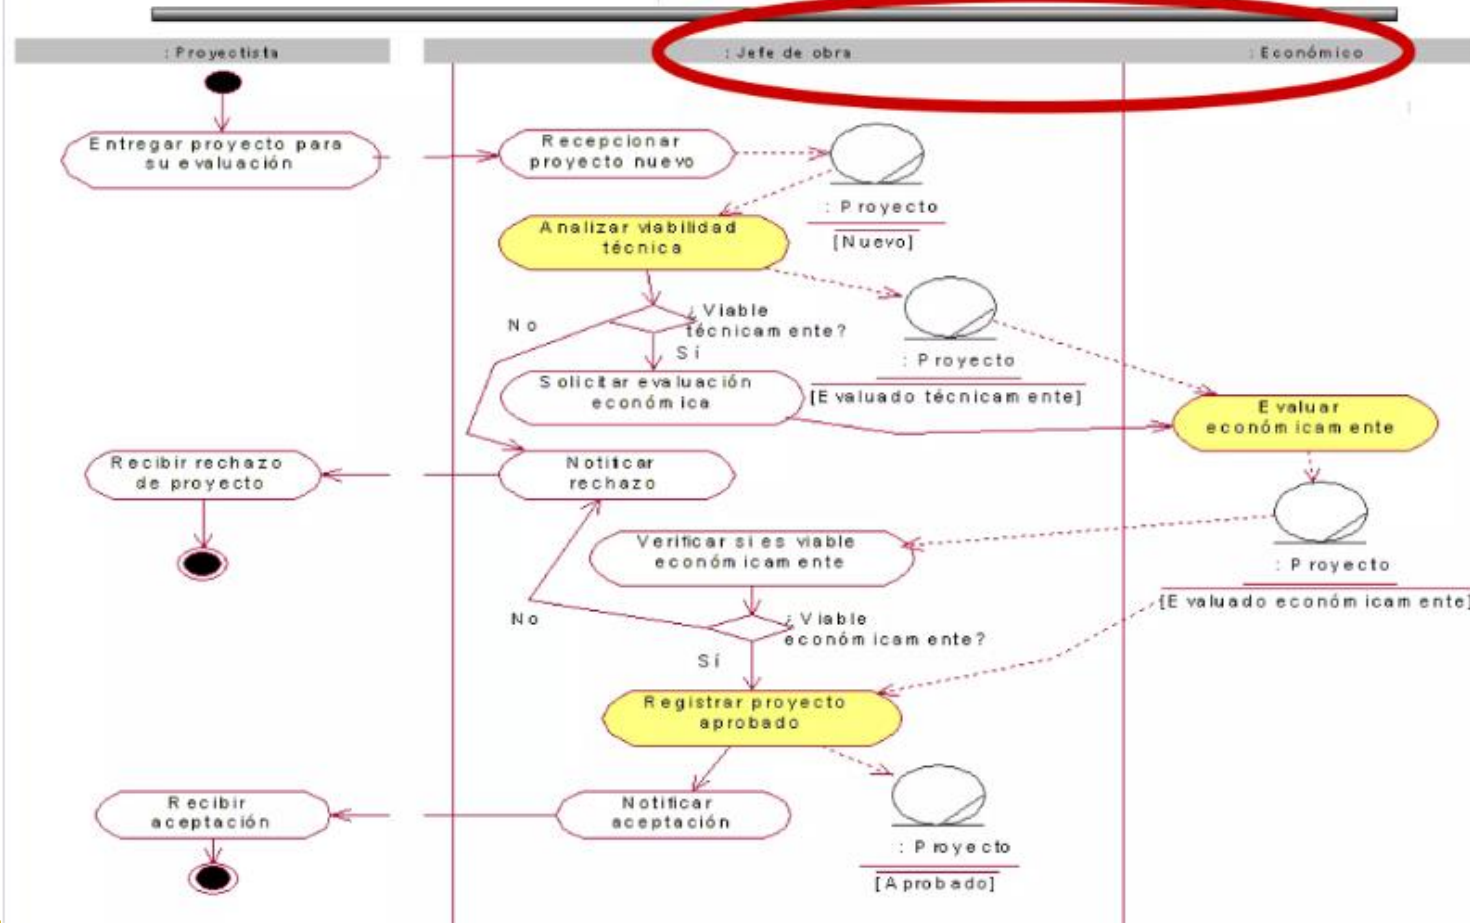 : Proyectista
: Jefe de obra
: Económico
Entregar proyecto para
su evaluación
Recepcionar
proyecto nuevo
: Proyecto
[Nuevo]
Analizar viabilidad
técnica
¿Viable
técnicamente?
No
Sí
: Proyecto
[Evaluado técnicamente]
Solicitar evaluación
económica
Evaluar
económicamente
Recibir rechazo
de proyecto
Notificar
rechazo
Verificar si es viable
económicamente
: Proyecto
[Evaluado económicamente]
¿Viable
económicamente?
No
Sí
Registrar proyecto
aprobado
Recibir
aceptación
Notificar
aceptación
: Proyecto
[Aprobado]